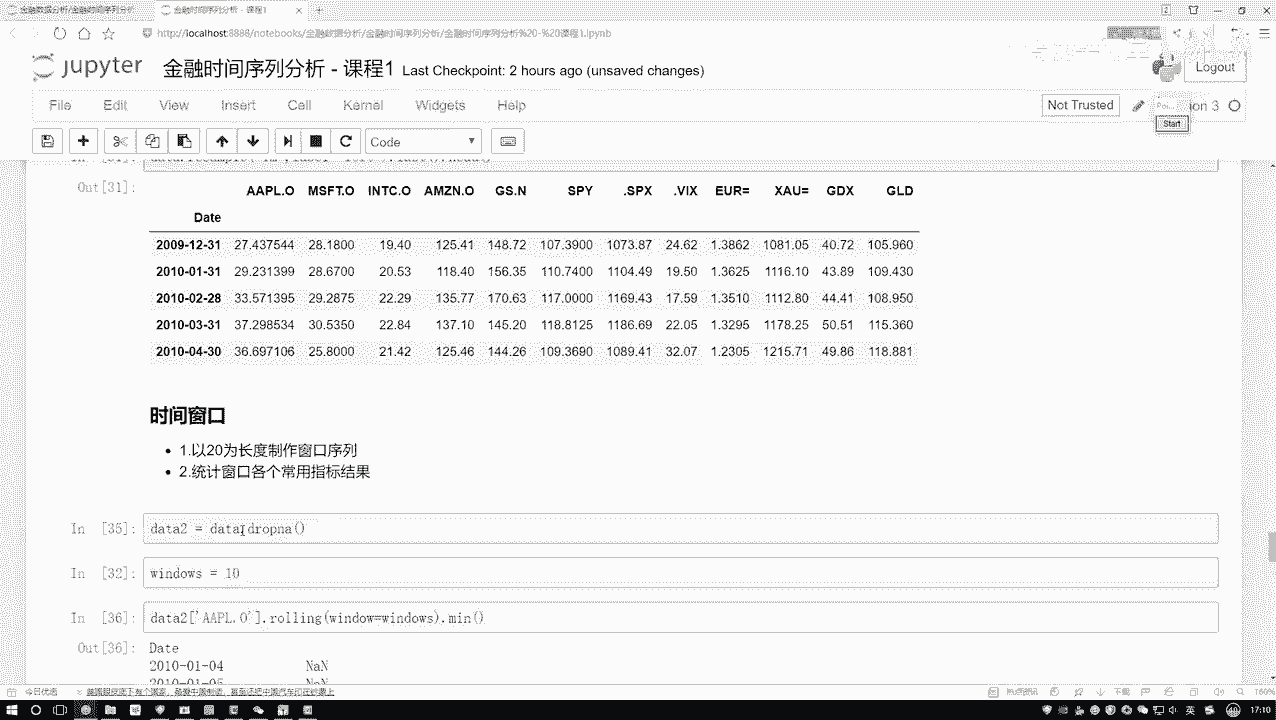 金融数据分析/金融时间序列分析
金融时间序列分析 - 课程1
http://localhost:8888/notebooks/金融数据分析/金融时间序列分析/金融时间序列分析%20-%20课程1.ipynb
jupyter 金融时间序列分析 - 课程1 Last Checkpoint: 2 hours ago (unsaved changes)
Logout
File Edit View Insert Cell Kernel Widgets Help
Not Trusted
on 3
Start
Code
Out[31]:
AAPL.O MSFT.O INTC.O AMZN.O GS.N SPY .SPX .VIX EUR= XAU= GDX GLD
Date
2009-12-31 27.437544 28.1800 19.40 125.41 148.72 107.3900 1073.87 24.62 1.3862 1081.05 40.72 105.960
2010-01-31 29.231399 28.6700 20.53 118.40 156.35 110.7400 1104.49 19.50 1.3625 1116.10 43.89 109.430
2010-02-28 33.571395 29.2875 22.29 135.77 170.63 117.0000 1169.43 17.59 1.3510 1112.80 44.41 108.950
2010-03-31 37.298534 30.5350 22.84 137.10 145.20 118.8125 1186.69 22.05 1.3295 1178.25 50.51 115.360
2010-04-30 36.697106 25.8000 21.42 125.46 144.26 109.3690 1089.41 32.07 1.2305 1215.71 49.86 118.881
时间窗口
1.以20为长度制作窗口序列
2.统计窗口各个常用指标结果
In [35]: data2 = data.dropna()
In [32]: windows = 10
In [36]: data2['AAPL.O'].rolling(window=windows).min()
Out[36]: Date
2010-01-04 NaN
2010-01-05 NaN
今日优选
下载
160%
英
17:10